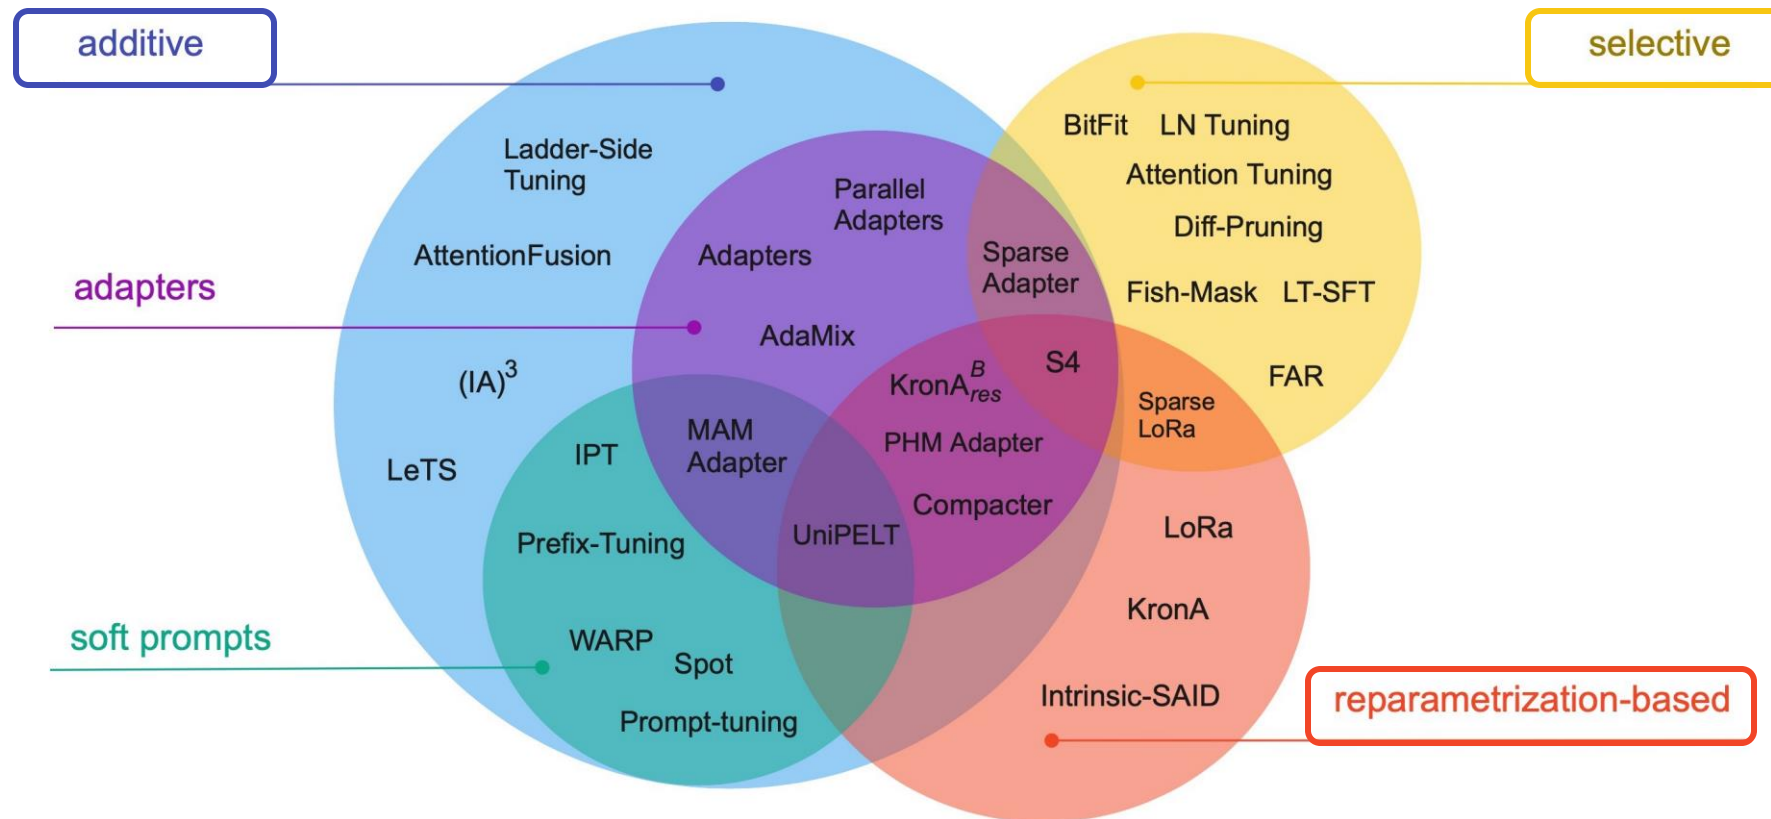 additive
selective
BitFit LN Tuning
Ladder-Side
Tuning
Attention Tuning
Parallel
Adapters
Diff-Pruning
AttentionFusion
Adapters
Sparse
Adapter
adapters
Fish-Mask LT-SFT
AdaMix
(IA)³
KronA^B_res
S4
FAR
Sparse
LoRa
MAM
Adapter
IPT
PHM Adapter
LeTS
Compacter
UniPELT
LoRa
Prefix-Tuning
KronA
soft prompts
WARP
Spot
Intrinsic-SAID
reparametrization-based
Prompt-tuning